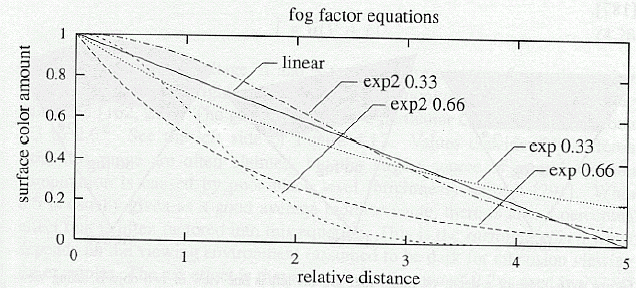 fog factor equations
surface color amount
1
0.8
0.6
0.4
0.2
0
linear
exp2 0.33
exp2 0.66
exp 0.33
exp 0.66
0
1
2
3
4
5
relative distance